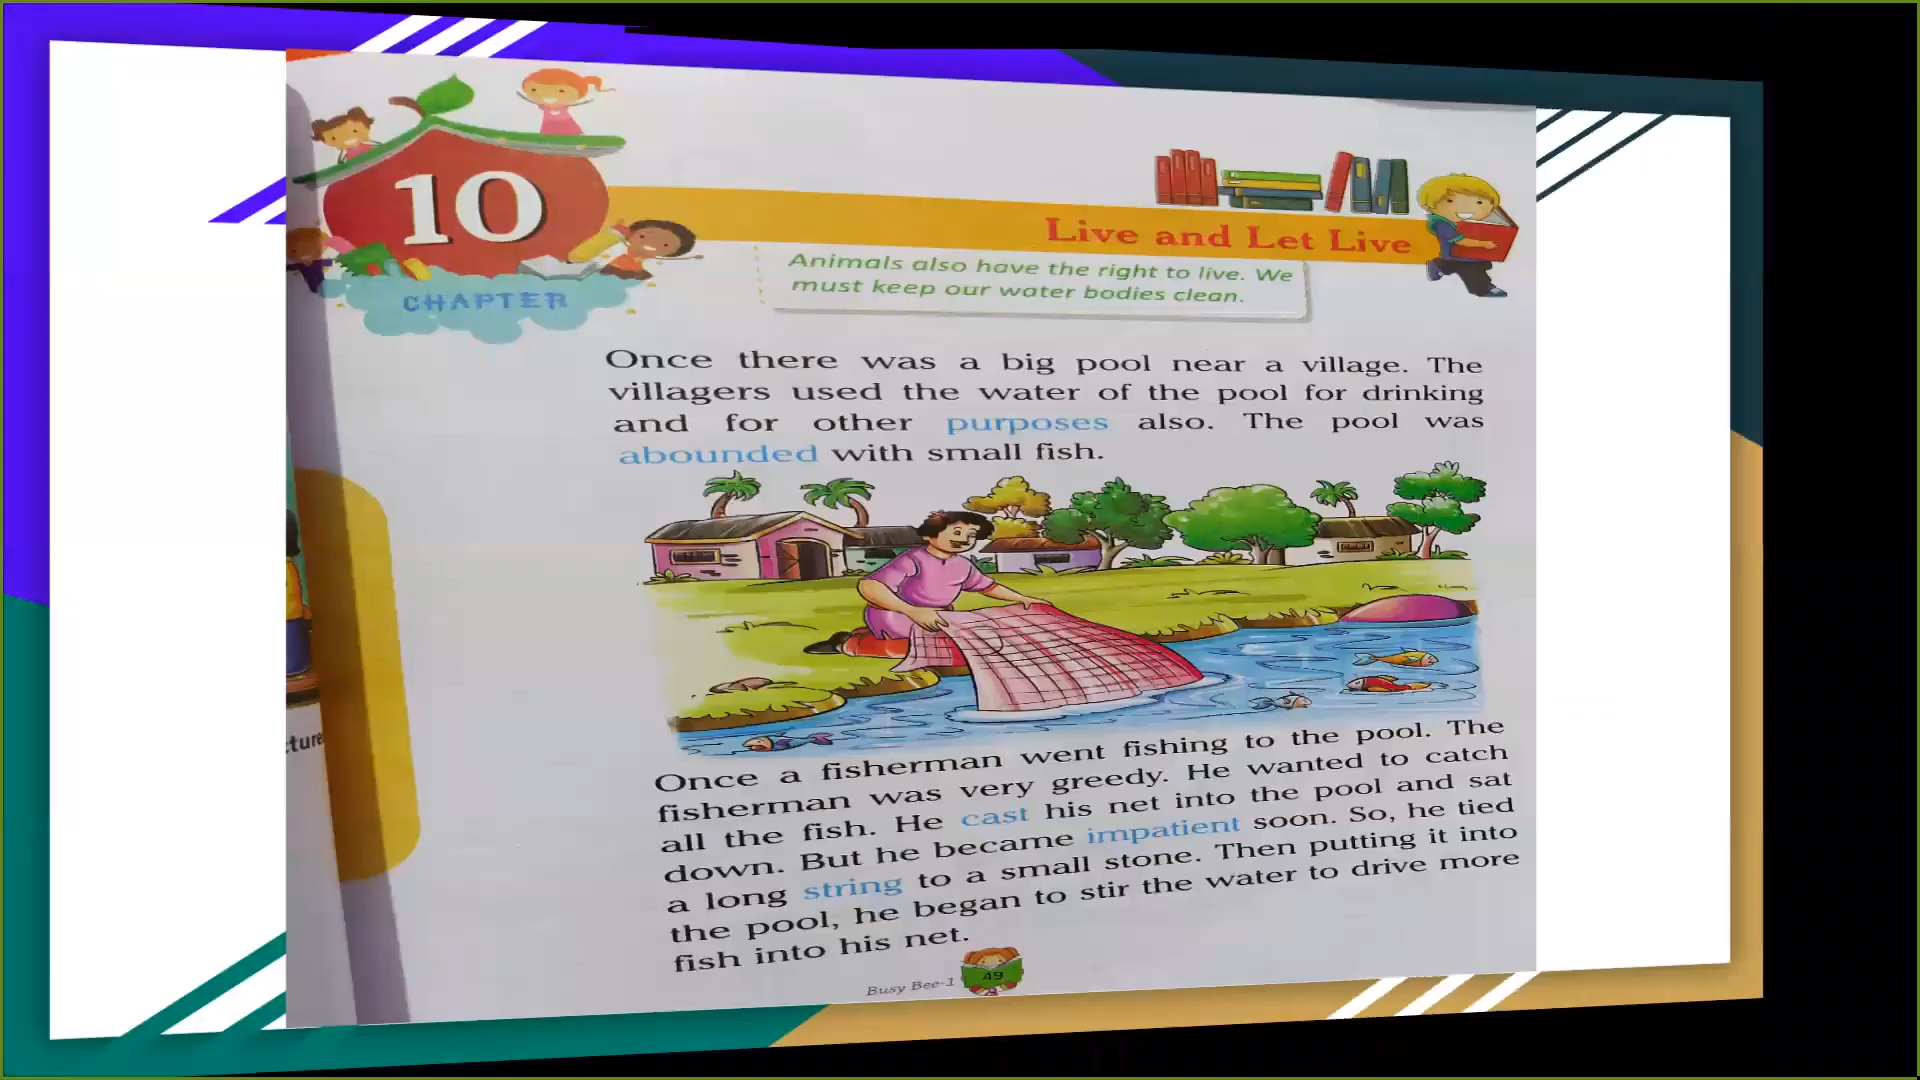 10
CHAPTER
Live and Let Live
Animals also have the right to live. We
must keep our water bodies clean.
Once there was a big pool near a village. The
villagers used the water of the pool for drinking
and for other purposes also. The pool was
abounded with small fish.
Once a fisherman went fishing to the pool. The
fisherman was very greedy. He wanted to catch
all the fish. He cast his net into the pool and sat
down. But he became impatient soon. So, he tied
a long string to a small stone. Then putting it into
the pool, he began to stir the water to drive more
fish into his net.
Busy Bee-1
49